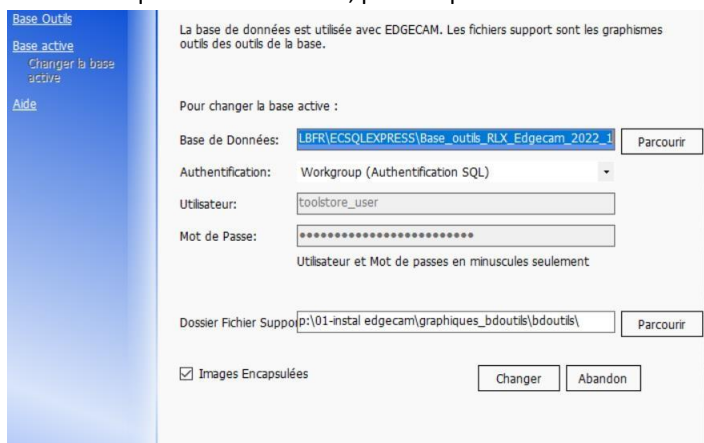 Base Outils
Base active
Changer la base
active
Aide
La base de données est utilisée avec EDGECAM. Les fichiers support sont les graphismes
outils des outils de la base.
Pour changer la base active :
Base de Données: LBFR\ECSQLEXPRESS\Base_outils_RLX_Edgecam_2022_1 Parcourir
Authentification: Workgroup (Authentification SQL)
Utilisateur: toolstore_user
Mot de Passe: ••••••••••••••••••••••••••
Utilisateur et Mot de passes en minuscules seulement
Dossier Fichier Suppor p:\01-instal edgecam\graphiques_bdoutils\bdoutils\ Parcourir
Images Encapsulées Changer Abandon